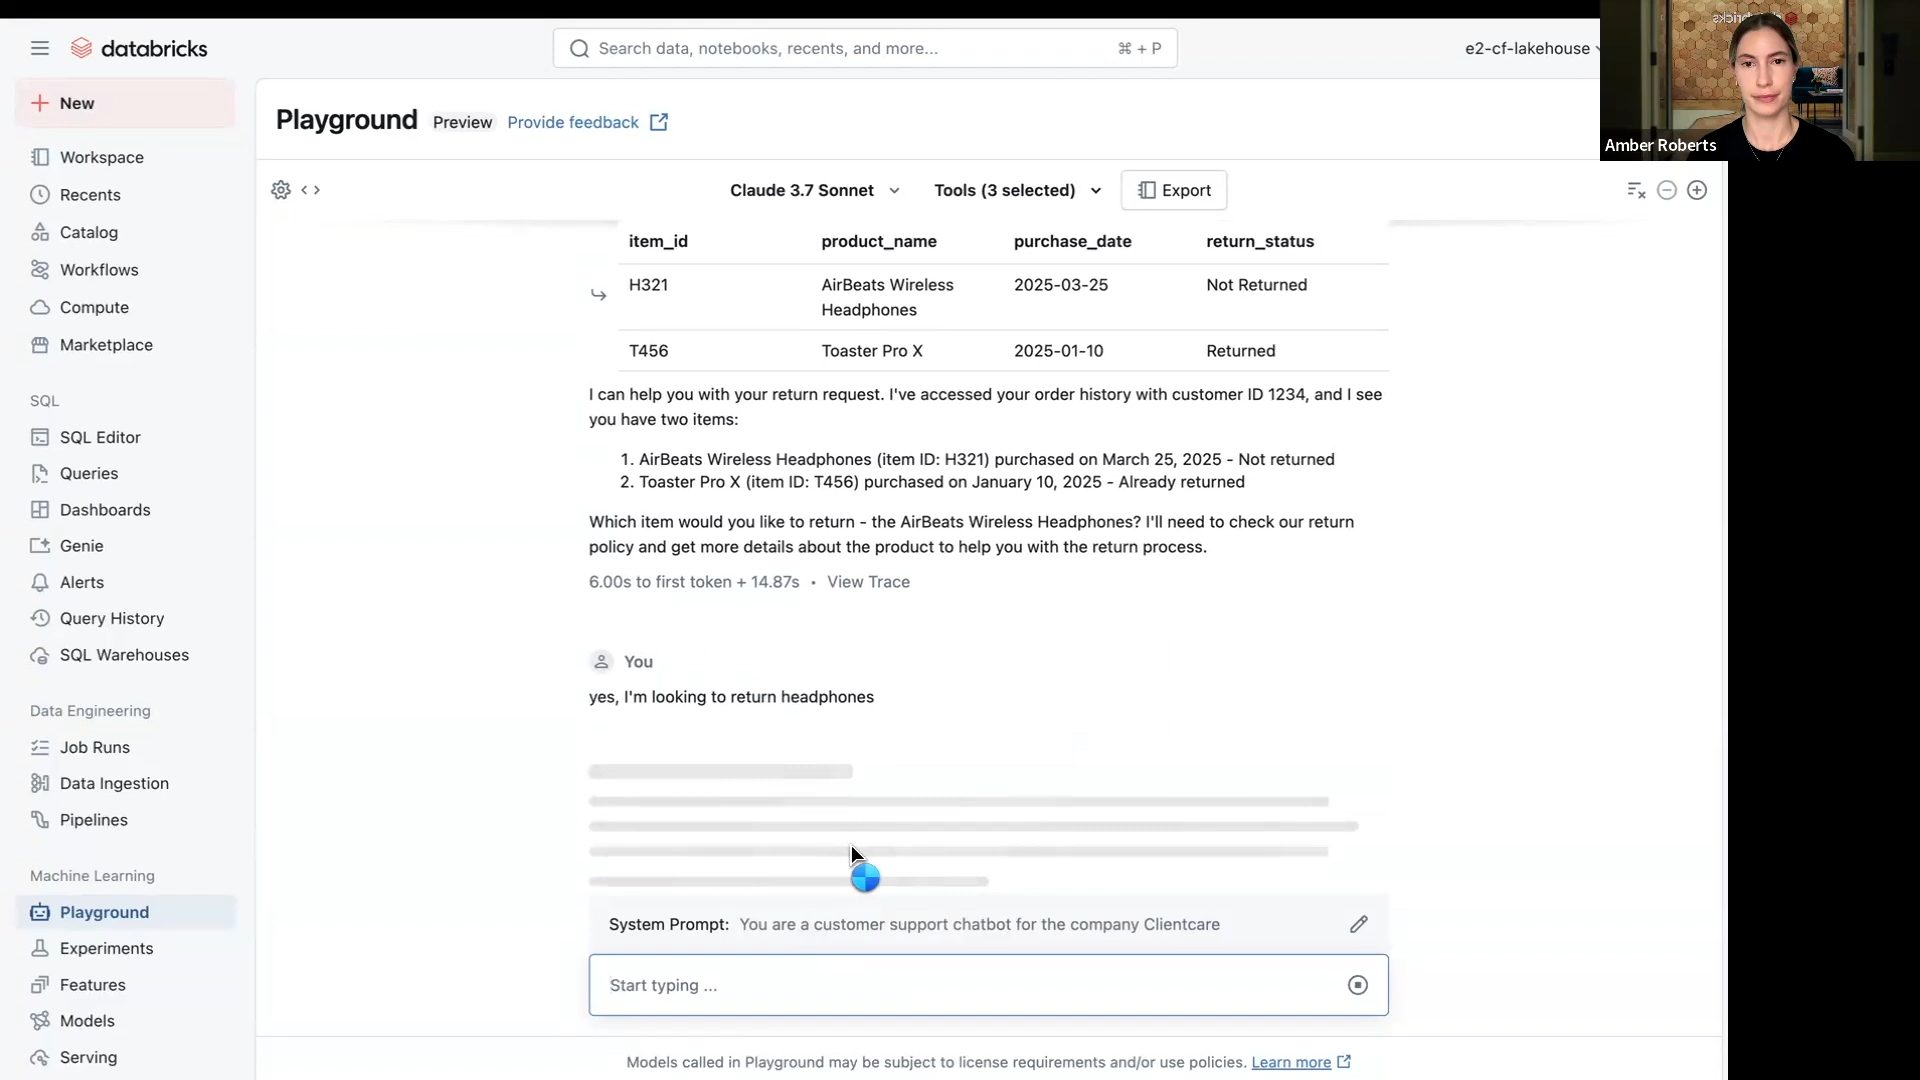 databricks
Search data, notebooks, recents, and more...
⌘ + P
e2-cf-lakehouse
Amber Roberts
New
Workspace
Recents
Catalog
Workflows
Compute
Marketplace
SQL
SQL Editor
Queries
Dashboards
Genie
Alerts
Query History
SQL Warehouses
Data Engineering
Job Runs
Data Ingestion
Pipelines
Machine Learning
Playground
Experiments
Features
Models
Serving
Playground Preview Provide feedback
Claude 3.7 Sonnet Tools (3 selected) Export
item_id product_name purchase_date return_status
H321 AirBeats Wireless 2025-03-25 Not Returned
Headphones
T456 Toaster Pro X 2025-01-10 Returned
I can help you with your return request. I've accessed your order history with customer ID 1234, and I see
you have two items:
1. AirBeats Wireless Headphones (item ID: H321) purchased on March 25, 2025 - Not returned
2. Toaster Pro X (item ID: T456) purchased on January 10, 2025 - Already returned
Which item would you like to return - the AirBeats Wireless Headphones? I'll need to check our return
policy and get more details about the product to help you with the return process.
6.00s to first token + 14.87s • View Trace
You
yes, I'm looking to return headphones
System Prompt: You are a customer support chatbot for the company Clientcare
Start typing ...
Models called in Playground may be subject to license requirements and/or use policies. Learn more